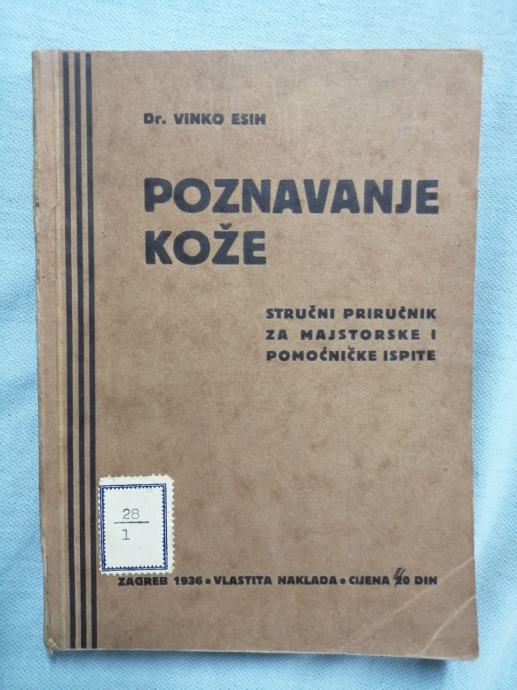 Dr. VINKO ESIH
POZNAVANJE
KOŽE
STRUČNI PRIRUČNIK
ZA MAJSTORSKE I
POMOĆNIČKE ISPITE
28
1
ZAGREB 1936 • VLASTITA NAKLADA • CIJENA 20 DIN